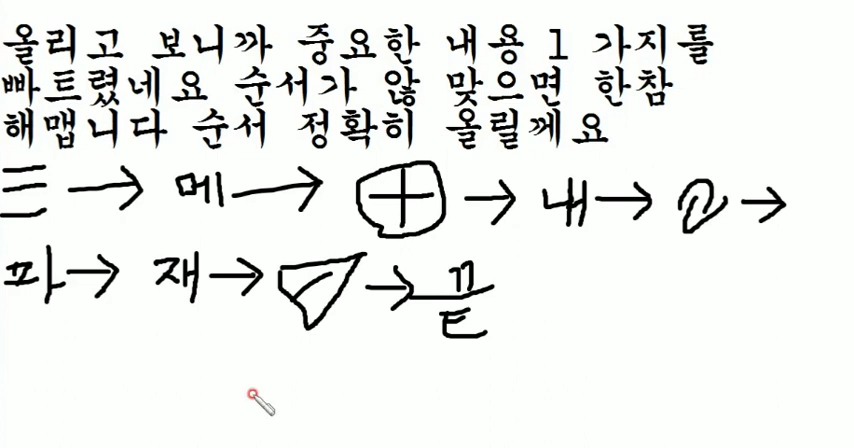 올리고 보니까 중요한 내용 1 가지를
빠트렸네요 순서가 않 맞으면 한참
해맵니다 순서 정확히 올릴께요
三 → 메 → ⊕ → 내 → → 
파 → 재 → → 끝